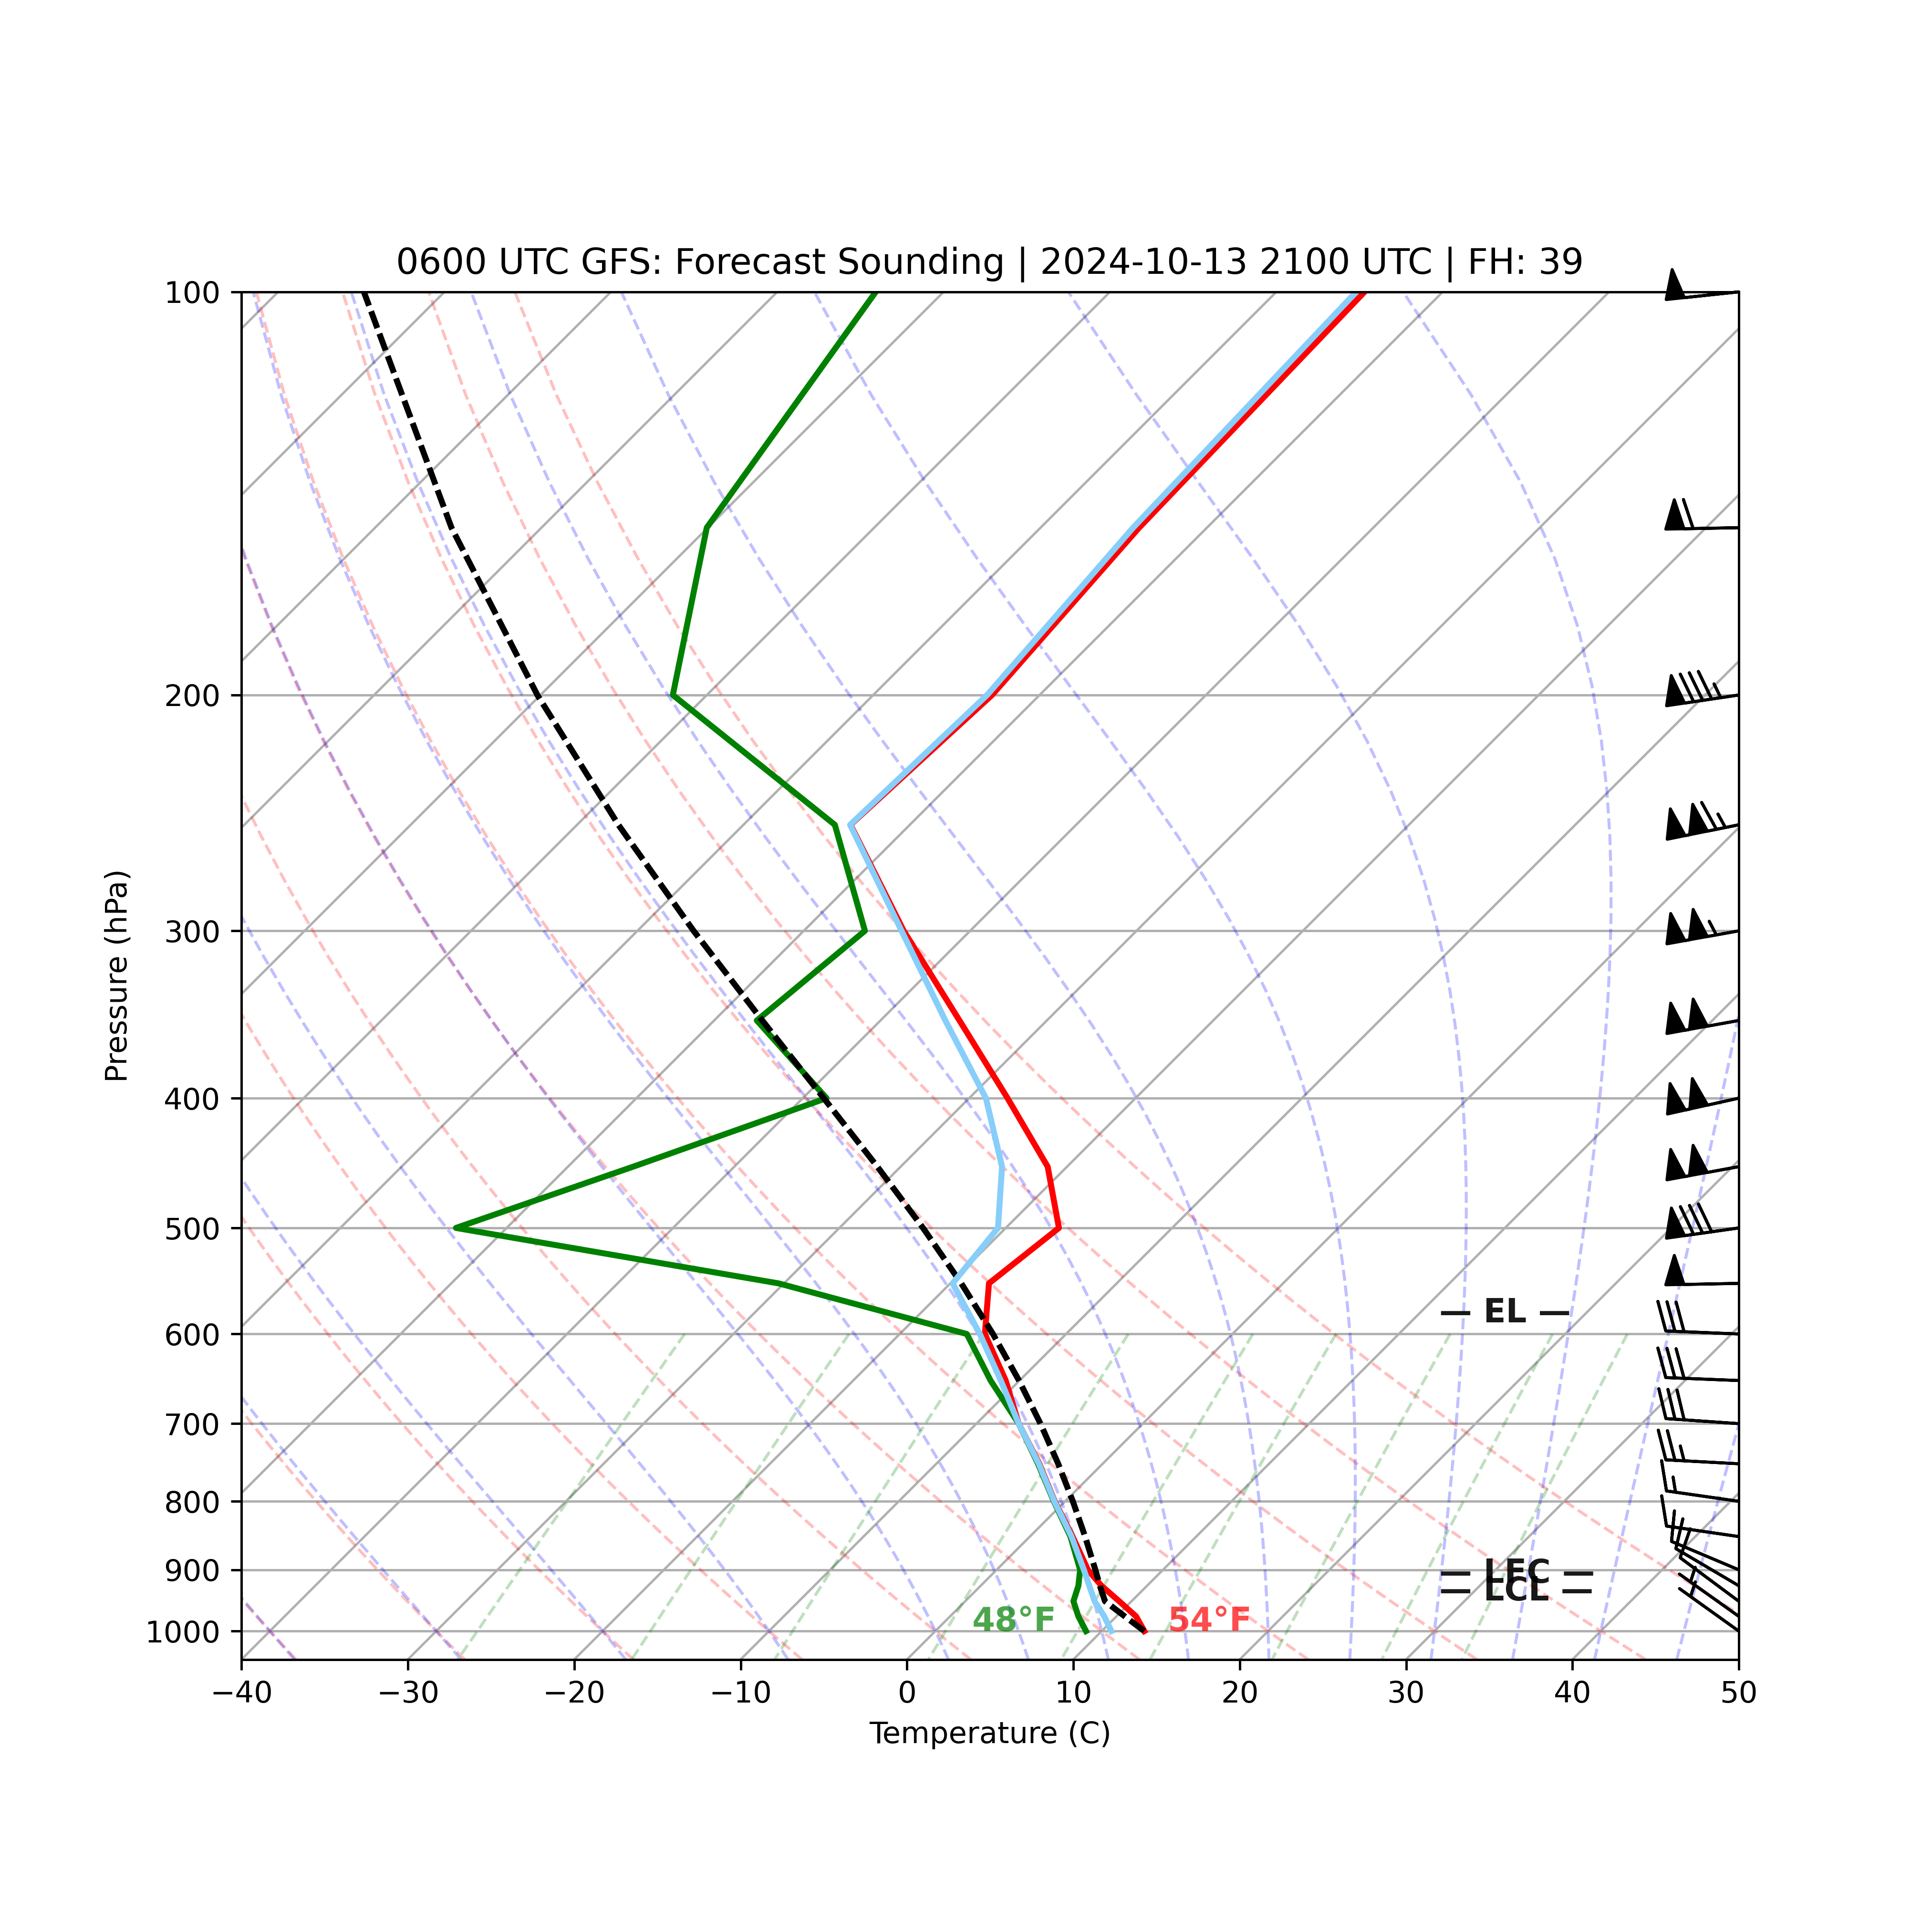 0600 UTC GFS: Forecast Sounding | 2024-10-13 2100 UTC | FH: 39
100
200
300
400
500
600
700
800
900
1000
Pressure (hPa)
— EL —
— LFC —
— LCL —
48°F
54°F
−40
−30
−20
−10
0
10
20
30
40
50
Temperature (C)